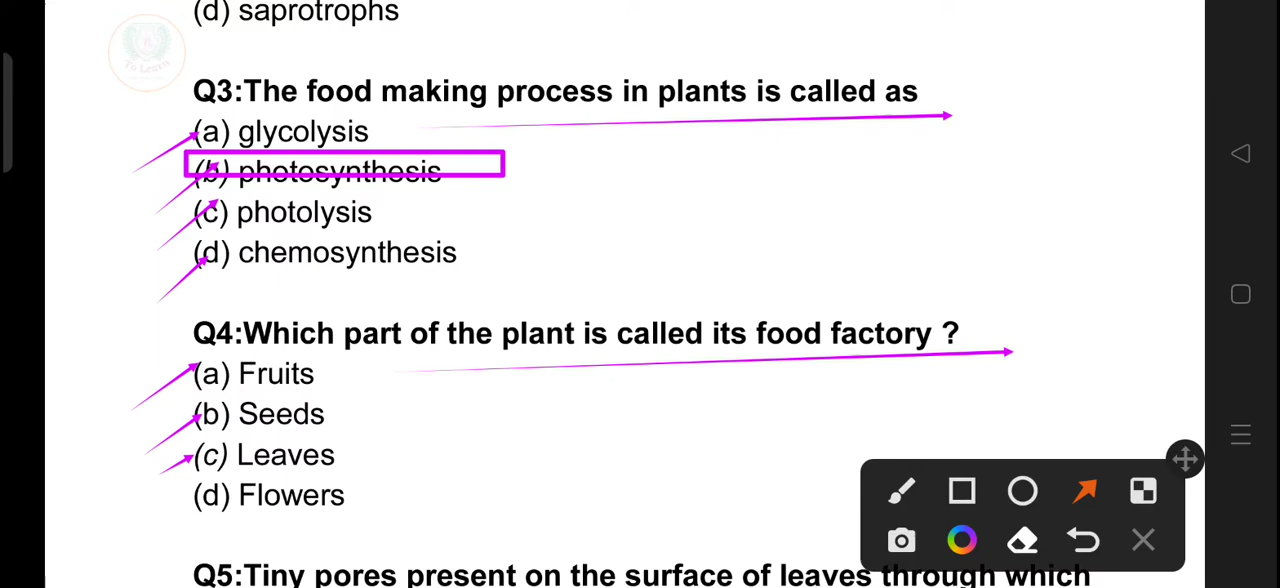 (d) saprotrophs
To Learn
Q3:The food making process in plants is called as
(a) glycolysis
(b) photosynthesis
(c) photolysis
(d) chemosynthesis
Q4:Which part of the plant is called its food factory ?
(a) Fruits
(b) Seeds
(c) Leaves
(d) Flowers
Q5:Tiny pores present on the surface of leaves through which